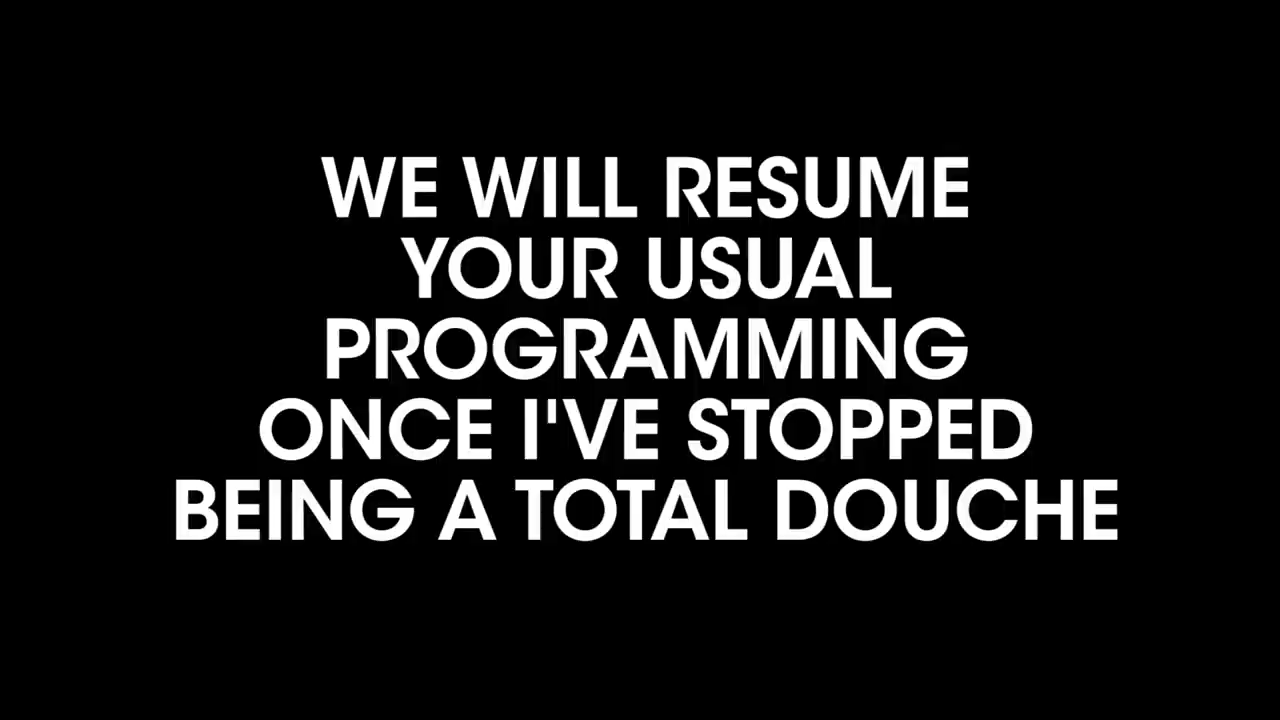 WE WILL RESUME
YOUR USUAL
PROGRAMMING
ONCE I'VE STOPPED
BEING A TOTAL DOUCHE